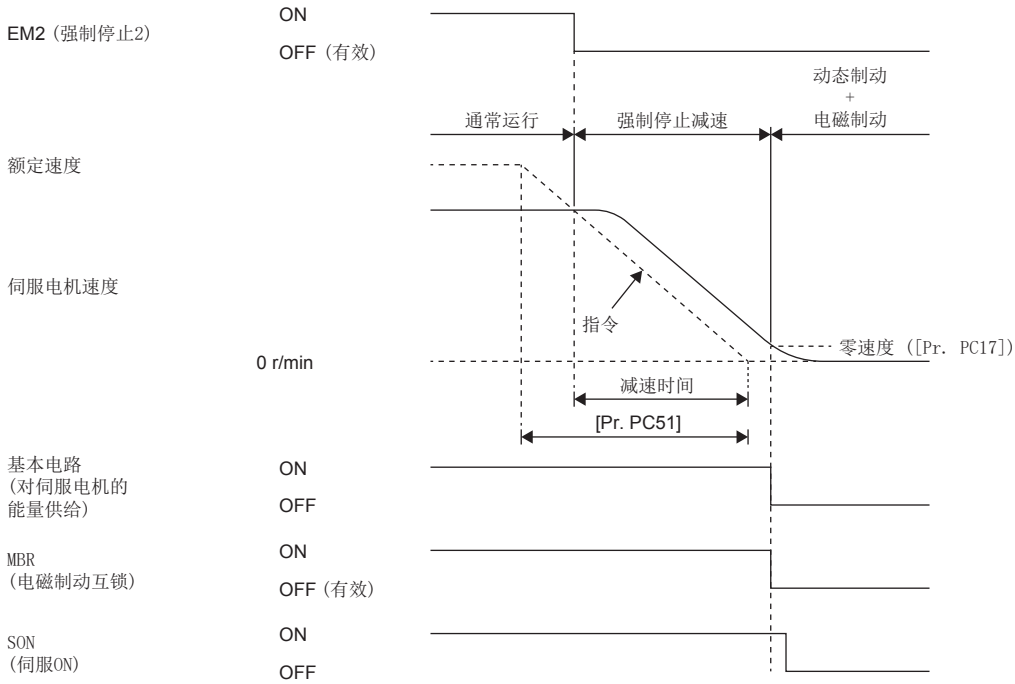 EM2 (强制停止2)
ON
OFF (有效)
动态制动
+
电磁制动
通常运行
强制停止减速
额定速度
伺服电机速度
指令
零速度 ([Pr. PC17])
0 r/min
减速时间
[Pr. PC51]
基本电路
(对伺服电机的
能量供给)
ON
OFF
MBR
(电磁制动互锁)
ON
OFF (有效)
SON
(伺服ON)
ON
OFF